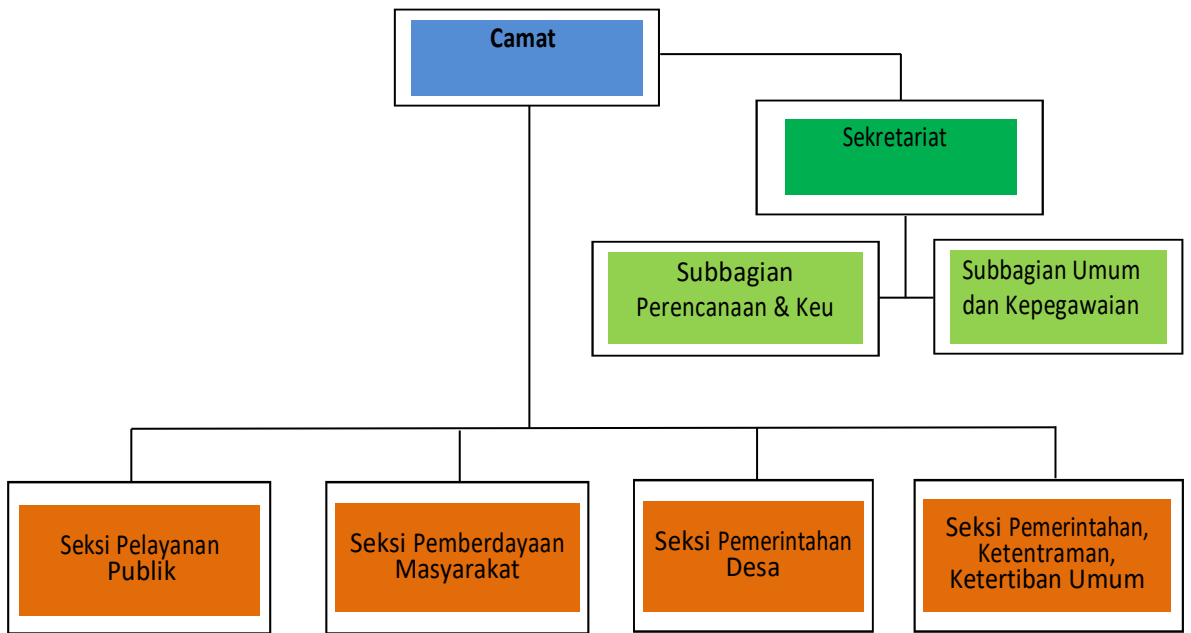 Camat
Sekretariat
Subbagian
Perencanaan & Keu
Subbagian Umum
dan Kepegawaian
Seksi Pelayanan
Publik
Seksi Pemberdayaan
Masyarakat
Seksi Pemerintahan
Desa
Seksi Pemerintahan,
Ketentraman,
Ketertiban Umum